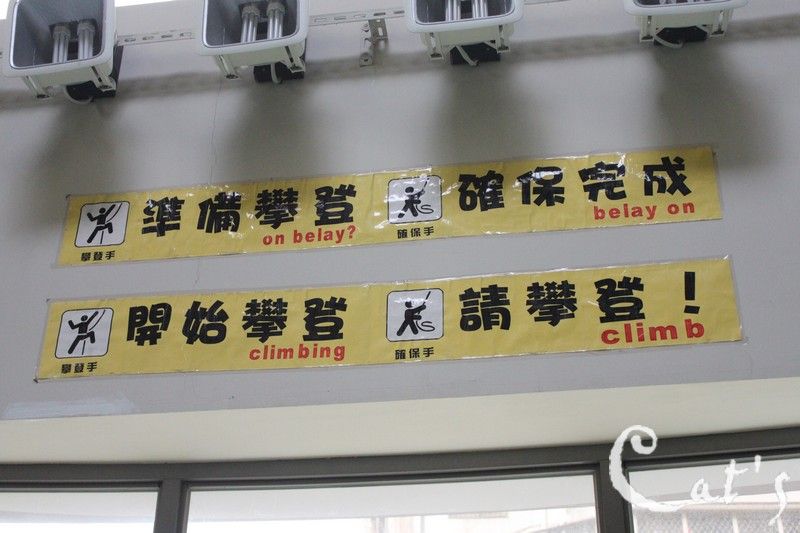 準備攀登 確保完成
on belay? belay on
攀登手 確保手
開始攀登 請攀登！
climbing climb
攀登手 確保手
Cat's